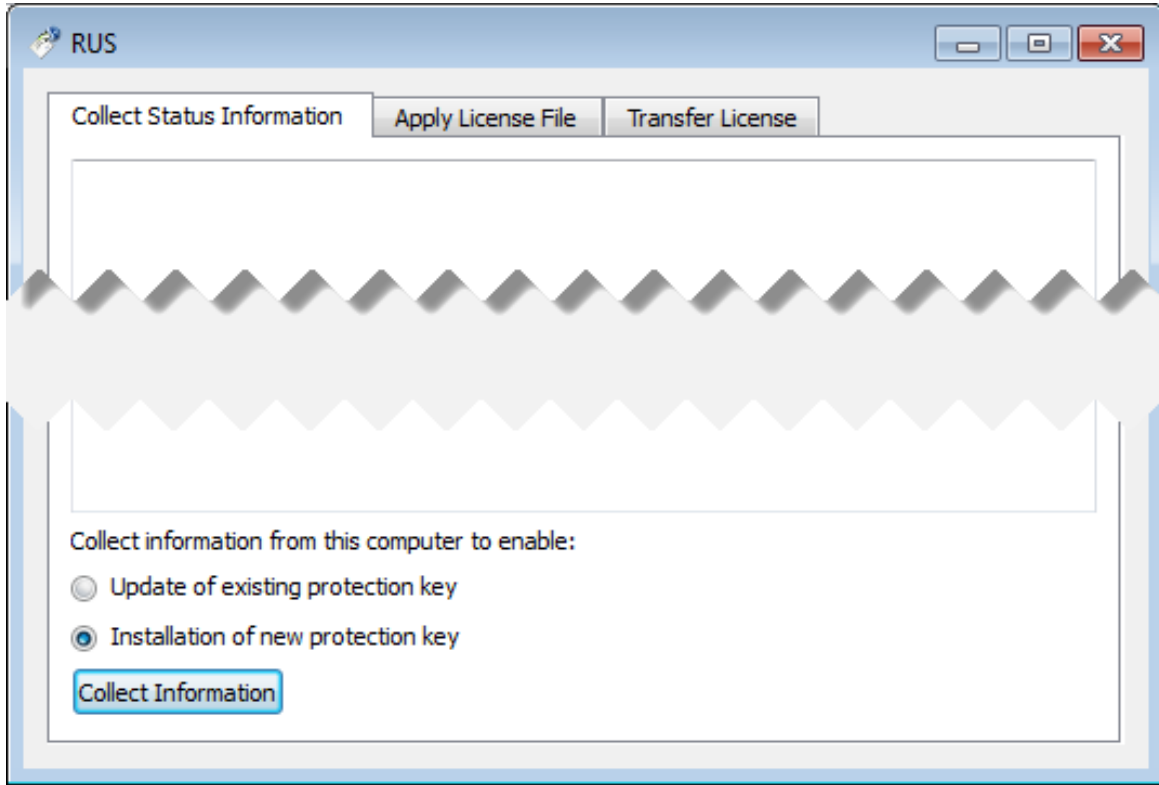 RUS
Collect Status Information Apply License File Transfer License
Collect information from this computer to enable:
Update of existing protection key
Installation of new protection key
Collect Information